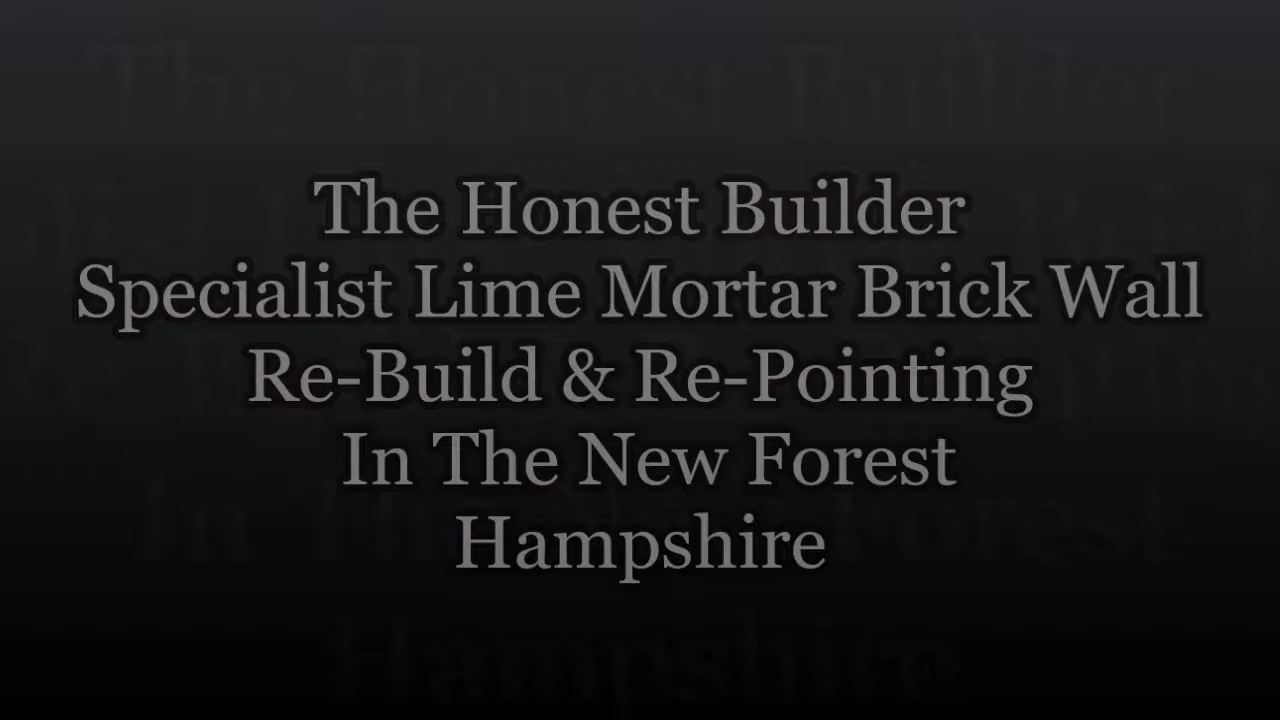 The Honest Builder
Specialist Lime Mortar Brick Wall
Re-Build & Re-Pointing
In The New Forest
Hampshire